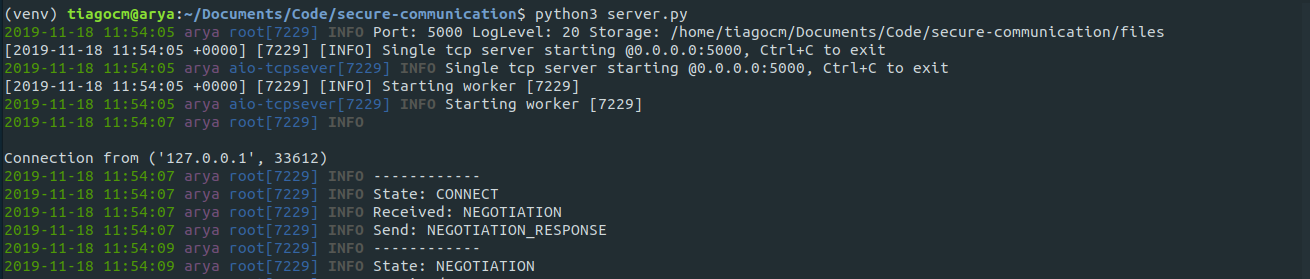 (venv) tiagocm@arya:~/Documents/Code/secure-communication$ python3 server.py
2019-11-18 11:54:05 arya root[7229] INFO Port: 5000 LogLevel: 20 Storage: /home/tiagocm/Documents/Code/secure-communication/files
[2019-11-18 11:54:05 +0000] [7229] [INFO] Single tcp server starting @0.0.0.0:5000, Ctrl+C to exit
2019-11-18 11:54:05 arya aio-tcpsever[7229] INFO Single tcp server starting @0.0.0.0:5000, Ctrl+C to exit
[2019-11-18 11:54:05 +0000] [7229] [INFO] Starting worker [7229]
2019-11-18 11:54:05 arya aio-tcpsever[7229] INFO Starting worker [7229]
2019-11-18 11:54:07 arya root[7229] INFO
Connection from ('127.0.0.1', 33612)
2019-11-18 11:54:07 arya root[7229] INFO ------------
2019-11-18 11:54:07 arya root[7229] INFO State: CONNECT
2019-11-18 11:54:07 arya root[7229] INFO Received: NEGOTIATION
2019-11-18 11:54:07 arya root[7229] INFO Send: NEGOTIATION_RESPONSE
2019-11-18 11:54:09 arya root[7229] INFO ------------
2019-11-18 11:54:09 arya root[7229] INFO State: NEGOTIATION